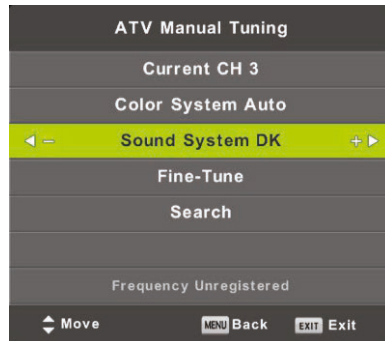 ATV Manual Tuning
Current CH 3
Color System Auto
− Sound System DK +
Fine-Tune
Search
Frequency Unregistered
Move MENU Back EXIT Exit